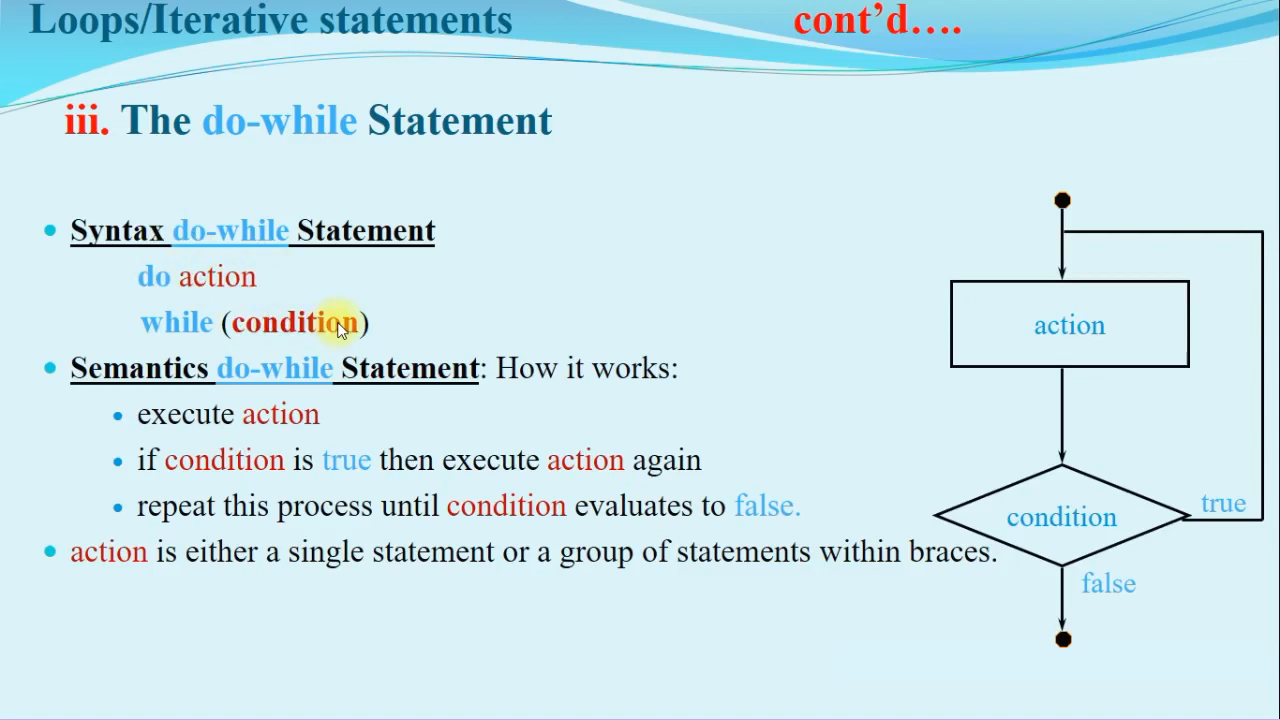 Loops/Iterative statements cont’d….
iii. The do-while Statement
• Syntax do-while Statement
do action
while (condition)
• Semantics do-while Statement: How it works:
• execute action
• if condition is true then execute action again
• repeat this process until condition evaluates to false.
• action is either a single statement or a group of statements within braces.
action
condition
true
false